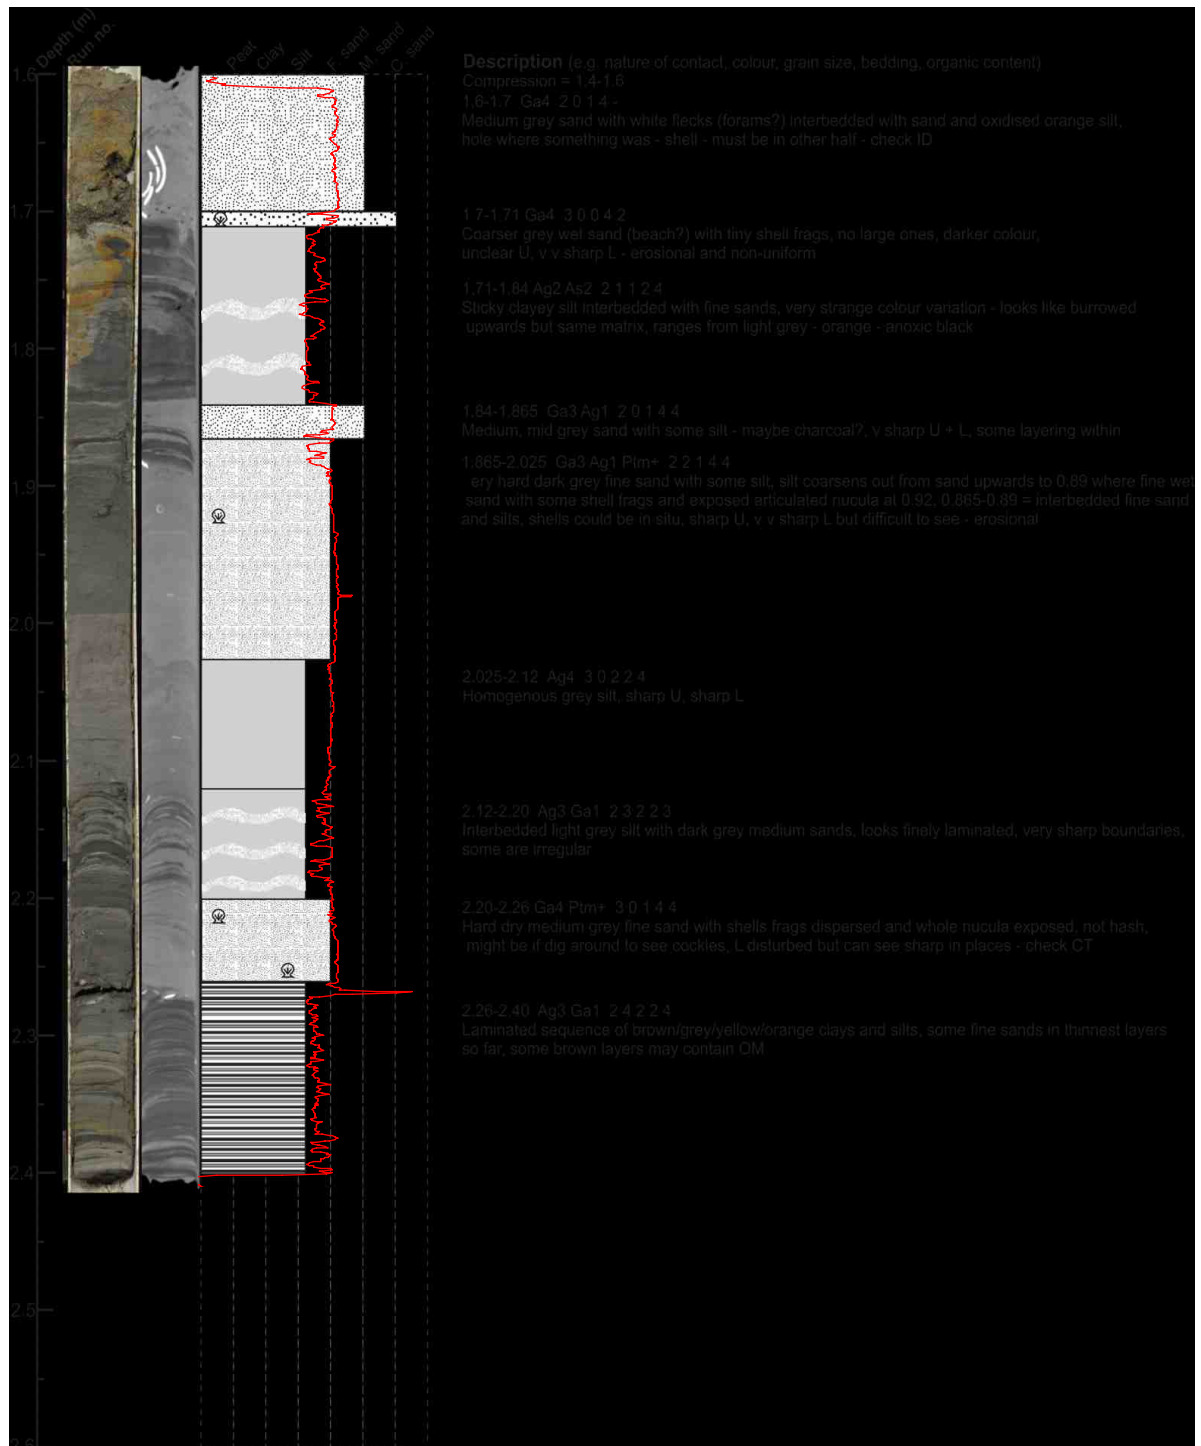 Depth (m)
Run no.
Peat
Clay
Silt
F. sand
M. sand
C. sand
Description (e.g. nature of contact, colour, grain size, bedding, organic content)
Compression = 1.4-1.6
1.6-1.7 Ga4 2 0 1 4 -
Medium grey sand with white flecks (forams?) interbedded with sand and oxidised orange silt,
hole where something was - shell - must be in other half - check ID
1.7-1.71 Ga4 3 0 0 4 2
Coarser grey wet sand (beach?) with tiny shell frags, no large ones, darker colour,
unclear U, v v sharp L - erosional and non-uniform
1.71-1.84 Ag2 As2 2 1 1 2 4
Sticky clayey silt interbedded with fine sands, very strange colour variation - looks like burrowed
upwards but same matrix, ranges from light grey - orange - anoxic black
1.84-1.865 Ga3 Ag1 2 0 1 4 4
Medium, mid grey sand with some silt - maybe charcoal?, v sharp U + L, some layering within
1.865-2.025 Ga3 Ag1 Ptm+ 2 2 1 4 4
ery hard dark grey fine sand with some silt, silt coarsens out from sand upwards to 0.89 where fine wet
sand with some shell frags and exposed articulated nucula at 0.92, 0.865-0.89 = interbedded fine sand
and silts, shells could be in situ, sharp U, v v sharp L but difficult to see - erosional
2.025-2.12 Ag4 3 0 2 2 4
Homogenous grey silt, sharp U, sharp L
2.12-2.20 Ag3 Ga1 2 3 2 2 3
Interbedded light grey silt with dark grey medium sands, looks finely laminated, very sharp boundaries,
some are irregular
2.20-2.26 Ga4 Ptm+ 3 0 1 4 4
Hard dry medium grey fine sand with shells frags dispersed and whole nucula exposed, not hash,
might be if dig around to see cockles, L disturbed but can see sharp in places - check CT
2.26-2.40 Ag3 Ga1 2 4 2 2 4
Laminated sequence of brown/grey/yellow/orange clays and silts, some fine sands in thinnest layers
so far, some brown layers may contain OM
1.6
1.7
1.8
1.9
2.0
2.1
2.2
2.3
2.4
2.5
2.6